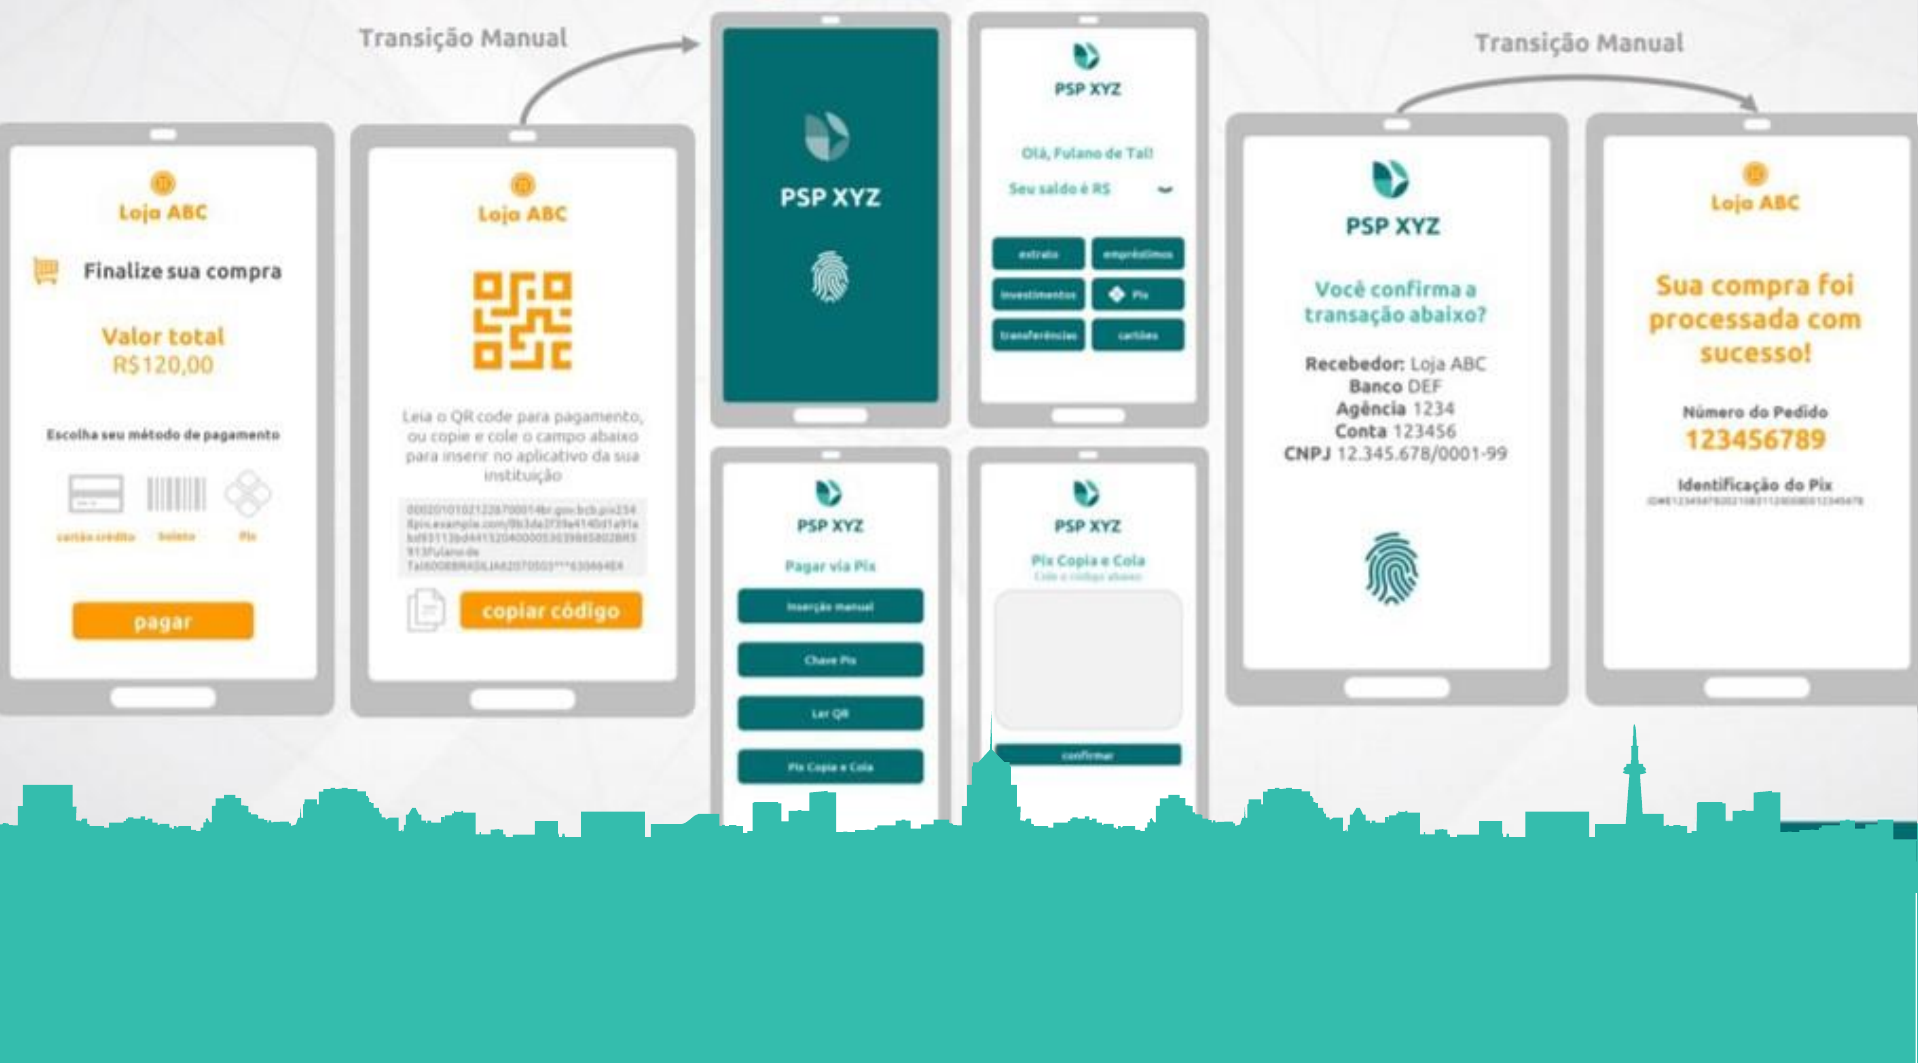 Transição Manual
Loja ABC
Finalize sua compra
Valor total
R$120,00
Escolha seu método de pagamento
cartão crédito
boleto
Pix
pagar
Loja ABC
Leia o QR code para pagamento,
ou copie e cole o campo abaixo
para inserir no aplicativo da sua
instituição
913Fulano de
copiar código
PSP XYZ
PSP XYZ
Olá, Fulano de Tal!
Seu saldo é R$
extrato
empréstimos
investimentos
Pix
transferências
cartões
PSP XYZ
Pagar via Pix
Inserção manual
Chave Pix
Ler QR
Pix Copia e Cola
PSP XYZ
Pix Copia e Cola
Cole o código abaixo
confirmar
Transição Manual
PSP XYZ
Você confirma a
transação abaixo?
Recebedor: Loja ABC
Banco DEF
Agência 1234
Conta 123456
CNPJ 12.345.678/0001-99
Loja ABC
Sua compra foi
processada com
sucesso!
Número do Pedido
123456789
Identificação do Pix